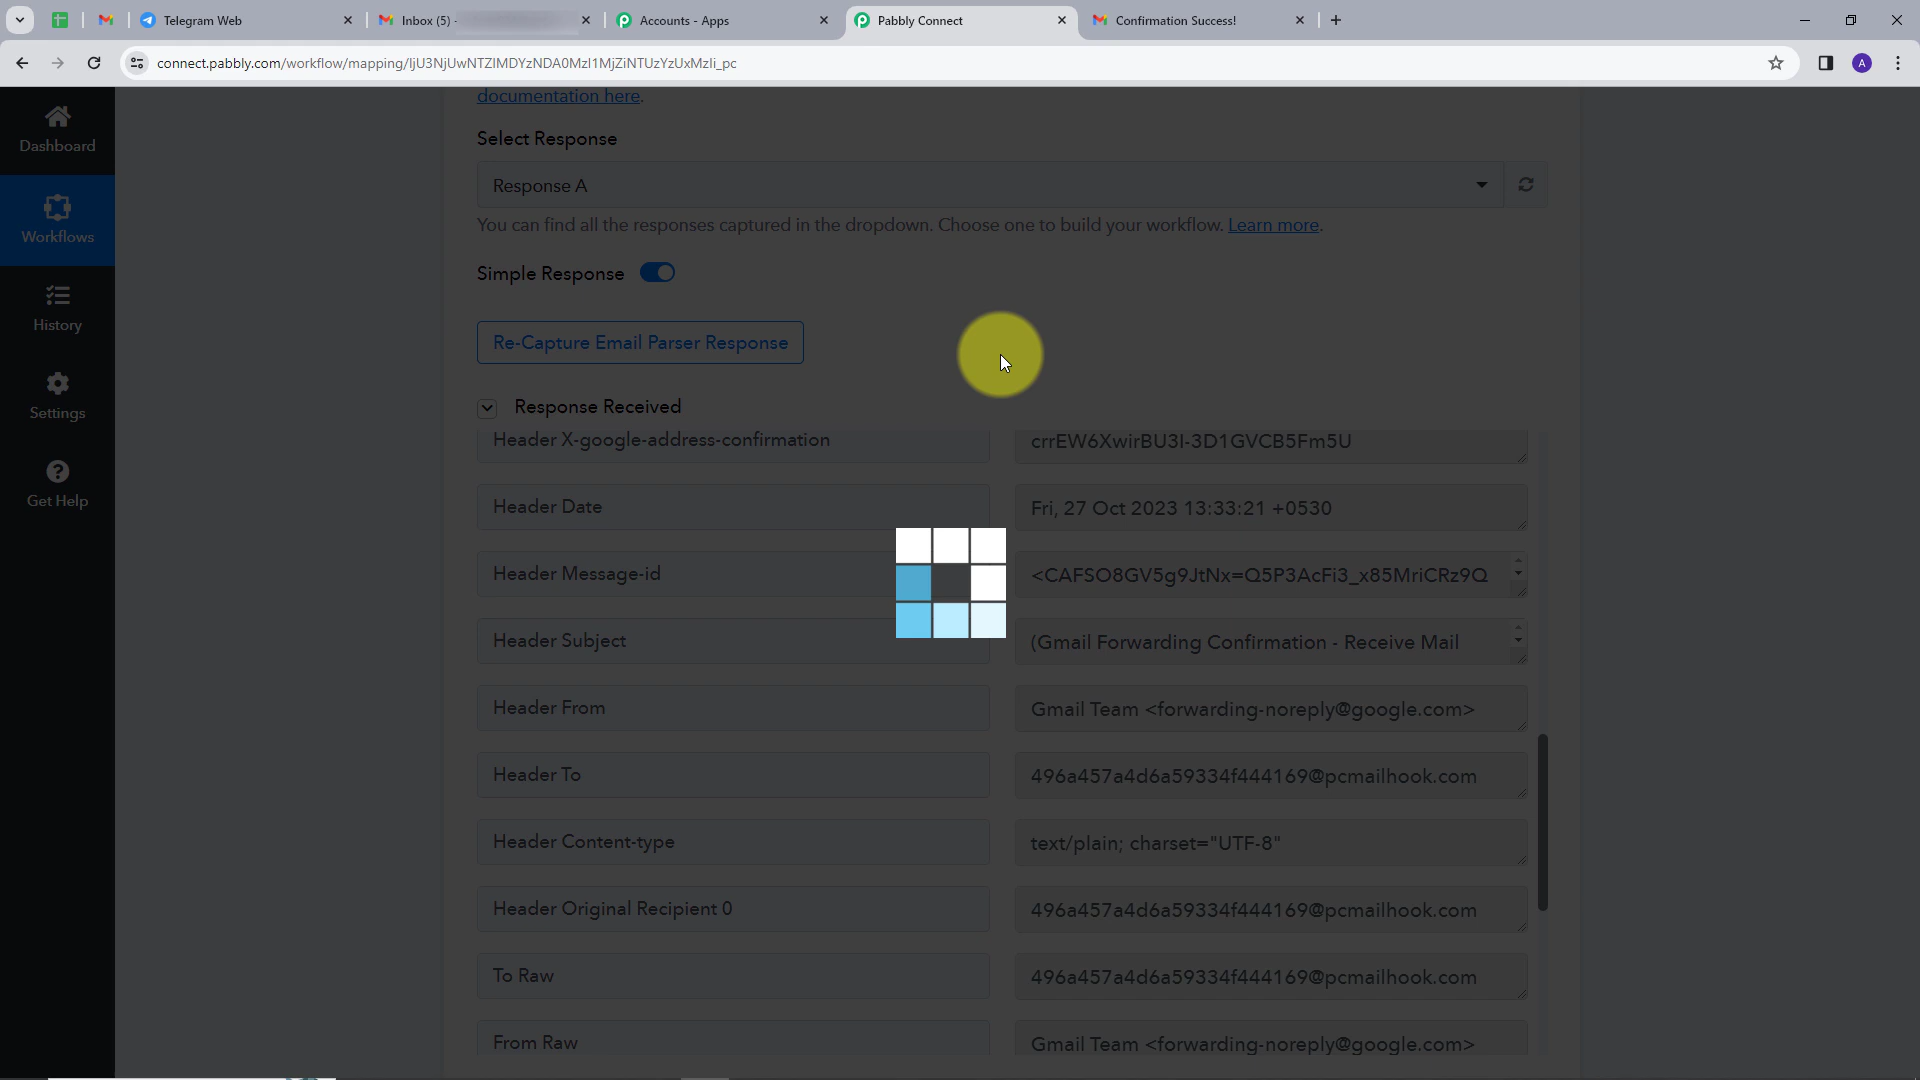 Telegram Web
Inbox (5) -
Accounts - Apps
Pabbly Connect
Confirmation Success!
connect.pabbly.com/workflow/mapping/IjU3NjUwNTZlMDYzNDA0MzI1MjZiNTUzYzUxMzIi_pc
A
Dashboard
Workflows
History
Settings
Get Help
documentation here.
Select Response
Response A
You can find all the responses captured in the dropdown. Choose one to build your workflow. Learn more.
Simple Response
Re-Capture Email Parser Response
Response Received
Header X-google-address-confirmation
crrEW6XwirBU3I-3D1GVCB5Fm5U
Header Date
Fri, 27 Oct 2023 13:33:21 +0530
Header Message-id
<CAFSO8GV5g9JtNx=Q5P3AcFi3_x85MriCRz9Q
Header Subject
(Gmail Forwarding Confirmation - Receive Mail
Header From
Gmail Team <forwarding-noreply@google.com>
Header To
496a457a4d6a59334f444169@pcmailhook.com
Header Content-type
text/plain; charset="UTF-8"
Header Original Recipient 0
496a457a4d6a59334f444169@pcmailhook.com
To Raw
496a457a4d6a59334f444169@pcmailhook.com
From Raw
Gmail Team <forwarding-noreply@google.com>